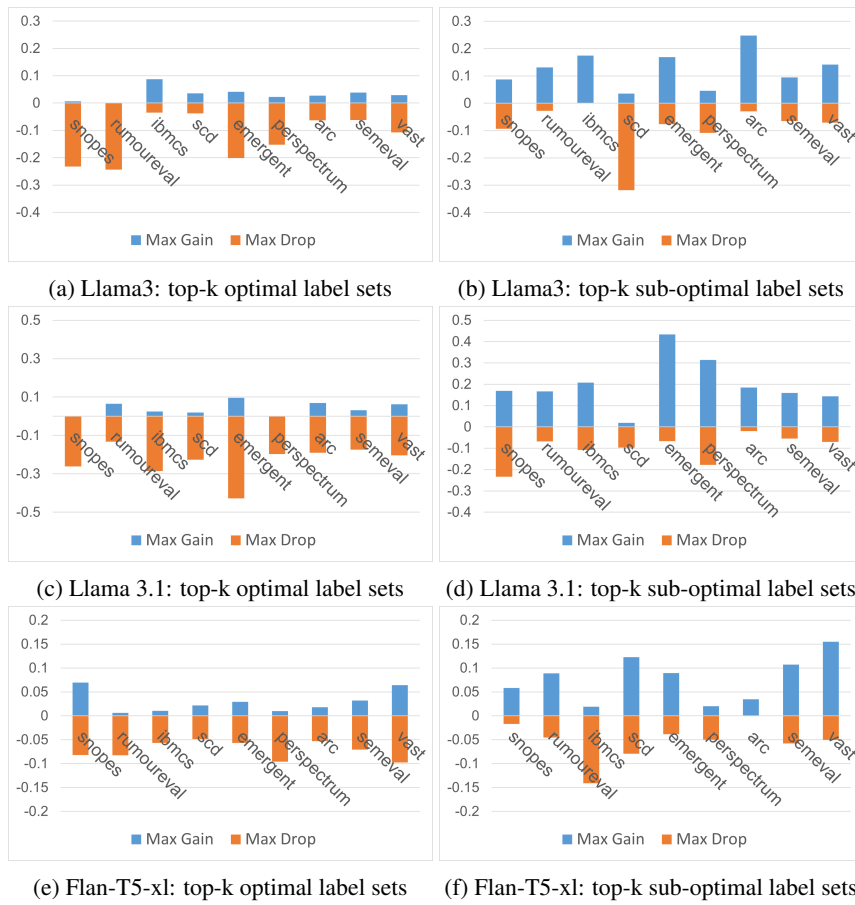 0.3
0.2
0.1
0
-0.1
-0.2
-0.3
-0.4
snopes
rumoureval
ibmcs
scd
emergent
perspectrum
arc
semeval
vast
Max Gain Max Drop
(a) Llama3: top-k optimal label sets
0.3
0.2
0.1
0
-0.1
-0.2
-0.3
-0.4
snopes
rumoureval
ibmcs
scd
emergent
perspectrum
arc
semeval
vast
Max Gain Max Drop
(b) Llama3: top-k sub-optimal label sets
0.5
0.3
0.1
-0.1
-0.3
-0.5
snopes
rumoureval
ibmcs
scd
emergent
perspectrum
arc
semeval
vast
Max Gain Max Drop
(c) Llama 3.1: top-k optimal label sets
0.5
0.4
0.3
0.2
0.1
0
-0.1
-0.2
-0.3
-0.4
snopes
rumoureval
ibmcs
scd
emergent
perspectrum
arc
semeval
vast
Max Gain Max Drop
(d) Llama 3.1: top-k sub-optimal label sets
0.2
0.15
0.1
0.05
0
-0.05
-0.1
-0.15
-0.2
snopes
rumoureval
ibmcs
scd
emergent
perspectrum
arc
semeval
vast
Max Gain Max Drop
(e) Flan-T5-xl: top-k optimal label sets
0.2
0.15
0.1
0.05
0
-0.05
-0.1
-0.15
-0.2
snopes
rumoureval
ibmcs
scd
emergent
perspectrum
arc
semeval
vast
Max Gain Max Drop
(f) Flan-T5-xl: top-k sub-optimal label sets